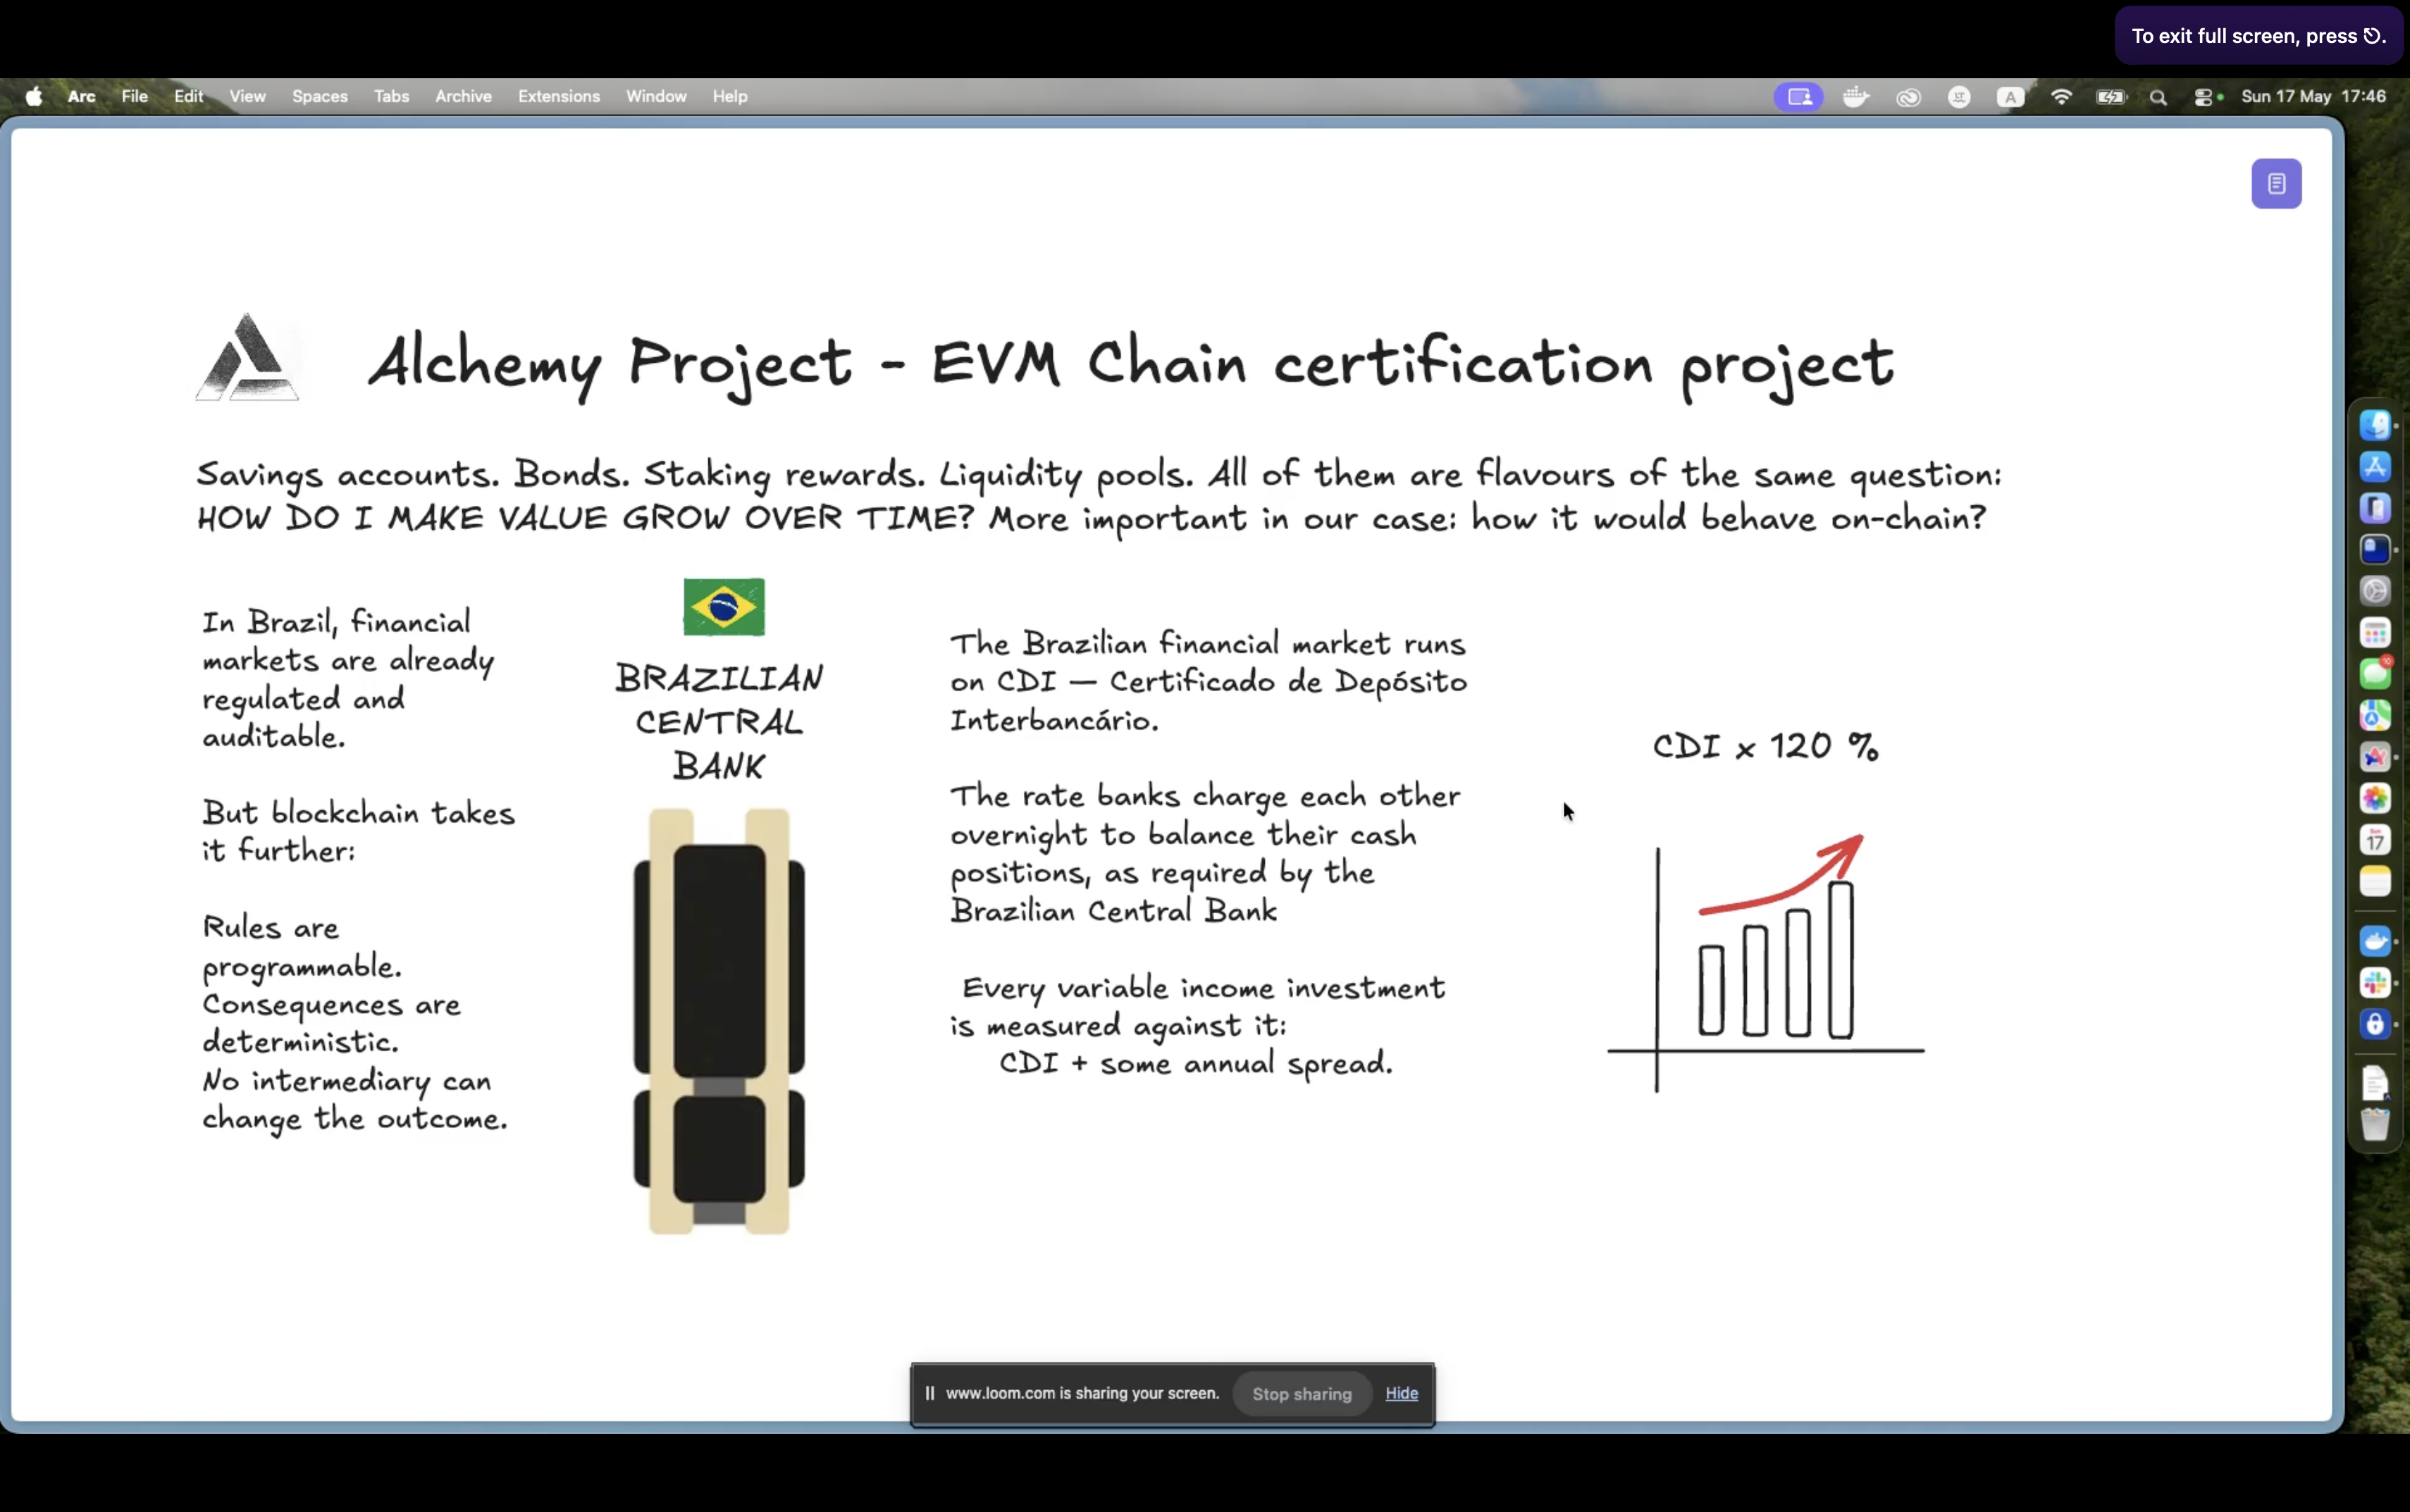 To exit full screen, press ⎋.
Arc File Edit View Spaces Tabs Archive Extensions Window Help
A
Sun 17 May 17:46
Alchemy Project - EVM Chain certification project
Savings accounts. Bonds. Staking rewards. Liquidity pools. All of them are flavours of the same question:
HOW DO I MAKE VALUE GROW OVER TIME? More important in our case: how it would behave on-chain?
In Brazil, financial
markets are already
regulated and
auditable.
But blockchain takes
it further:
Rules are
programmable.
Consequences are
deterministic.
No intermediary can
change the outcome.
BRAZILIAN
CENTRAL
BANK
The Brazilian financial market runs
on CDI — Certificado de Depósito
Interbancário.
The rate banks charge each other
overnight to balance their cash
positions, as required by the
Brazilian Central Bank
Every variable income investment
is measured against it:
CDI + some annual spread.
CDI x 120 %
10
17
www.loom.com is sharing your screen.
Stop sharing
Hide